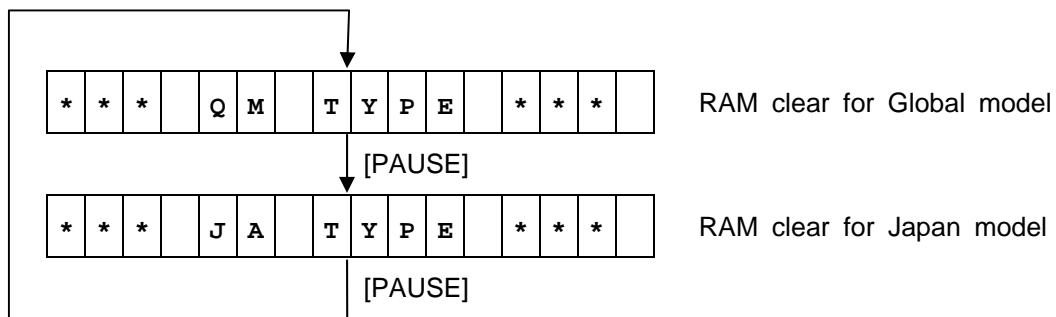 * * * QM TYPE * * * RAM clear for Global model
[PAUSE]
* * * JA TYPE * * * RAM clear for Japan model
[PAUSE]